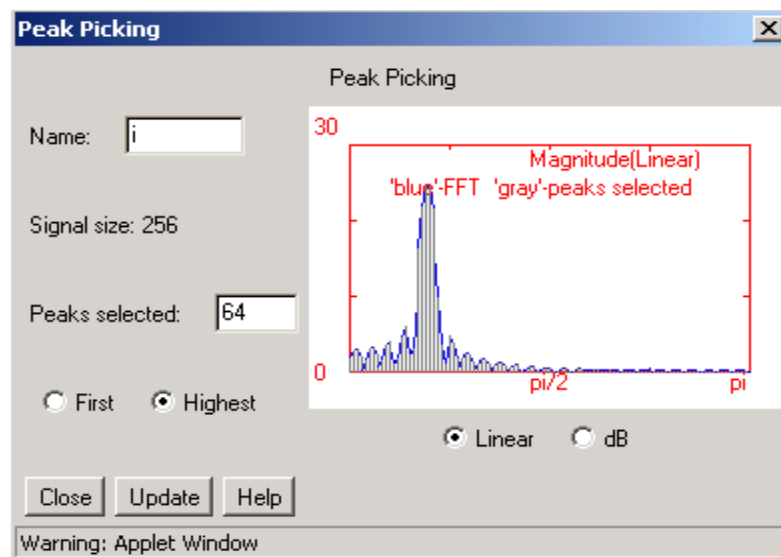 Peak Picking
Peak Picking
Name: i
Signal size: 256
Peaks selected: 64
First Highest
30
Magnitude(Linear)
'blue'-FFT 'gray'-peaks selected
0
pi/2 pi
Linear dB
Close Update Help
Warning: Applet Window